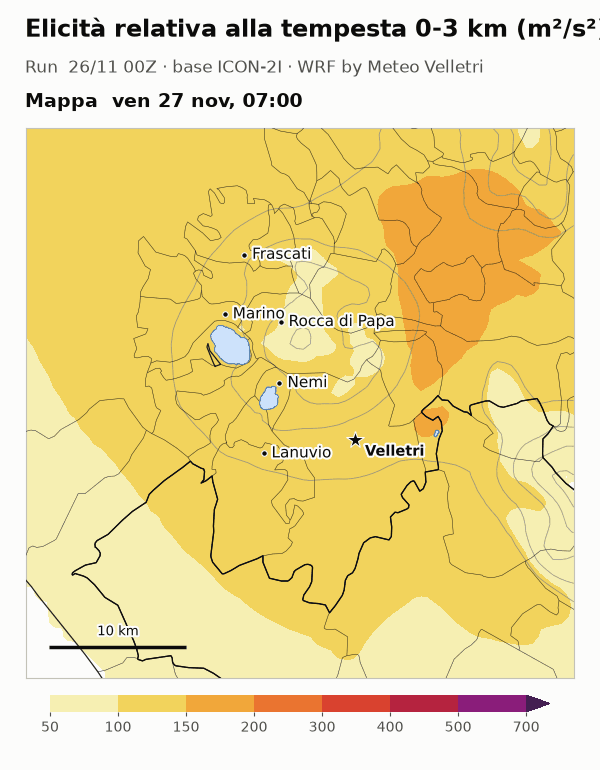 Elicità relativa alla tempesta 0-3 km (m²/s²)
Run  26/11 00Z · base ICON-2I · WRF by Meteo Velletri
Mappa  ven 27 nov, 07:00
Frascati
Marino
Rocca di Papa
Nemi
Lanuvio
Velletri
10 km
50 100 150 200 300 400 500 700